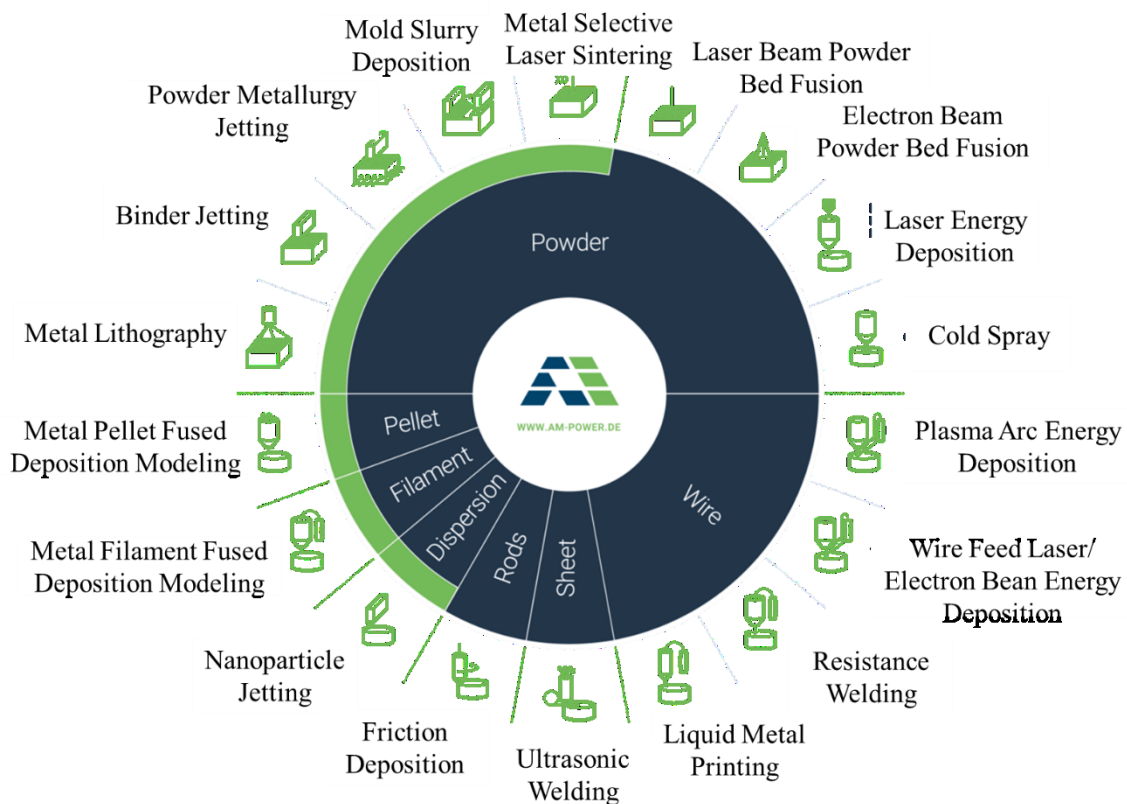 Mold Slurry
Deposition
Metal Selective
Laser Sintering
Laser Beam Powder
Bed Fusion
Electron Beam
Powder Bed Fusion
Laser Energy
Deposition
Cold Spray
Plasma Arc Energy
Deposition
Wire Feed Laser/
Electron Bean Energy
Deposition
Resistance
Welding
Liquid Metal
Printing
Ultrasonic
Welding
Friction
Deposition
Nanoparticle
Jetting
Metal Filament Fused
Deposition Modeling
Metal Pellet Fused
Deposition Modeling
Metal Lithography
Binder Jetting
Powder Metallurgy
Jetting
Powder
Pellet
Filament
Dispersion
Rods
Sheet
Wire
WWW.AM-POWER.DE